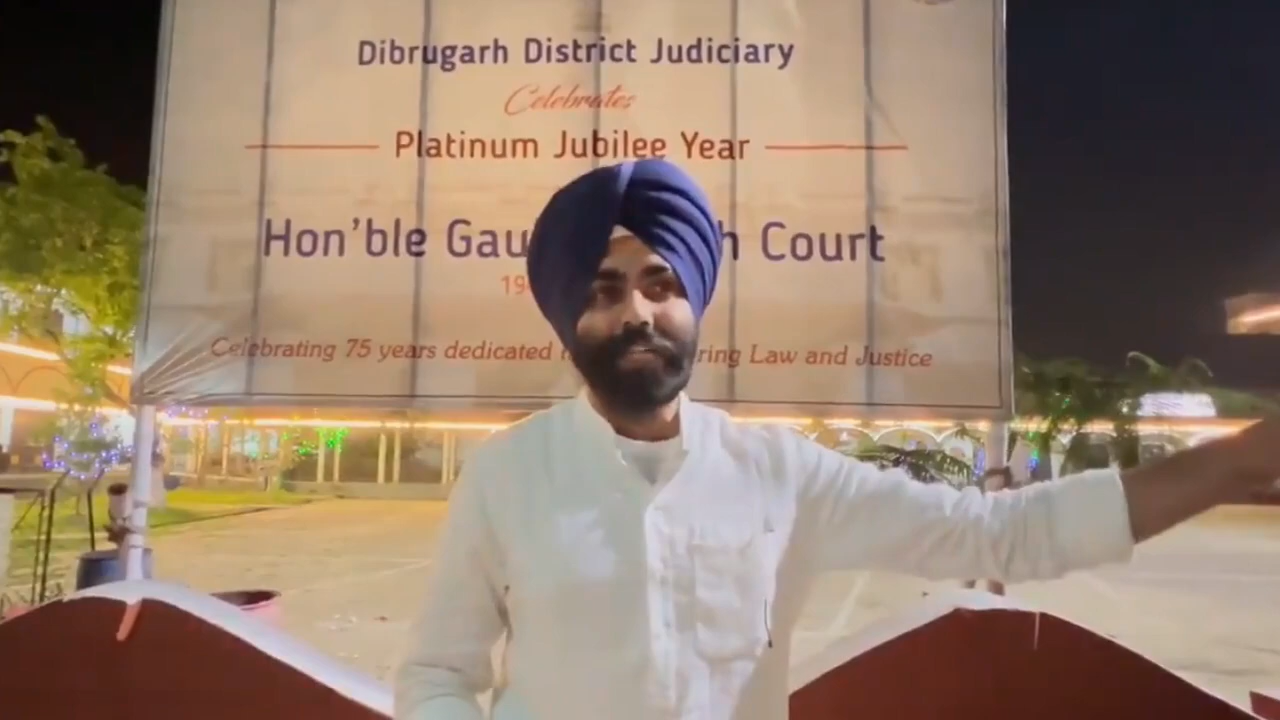 Dibrugarh District Judiciary
Celebrates
Platinum Jubilee Year
Hon'ble Gau h Court
19
Celebrating 75 years dedicated ring Law and Justice